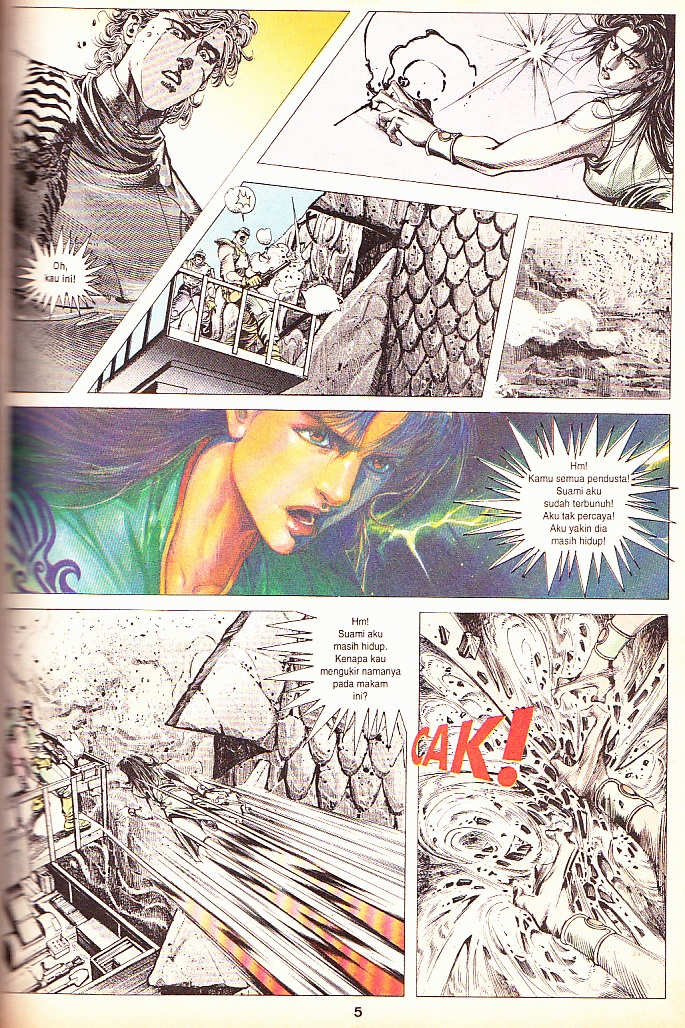 Oh,
kau ini!
Hm!
Kamu semua pendusta!
Suami aku
sudah terbunuh!
Aku tak percaya!
Aku yakin dia
masih hidup!
Hm!
Suami aku
masih hidup.
Kenapa kau
mengukir namanya
pada makam
ini?
CAK!
5